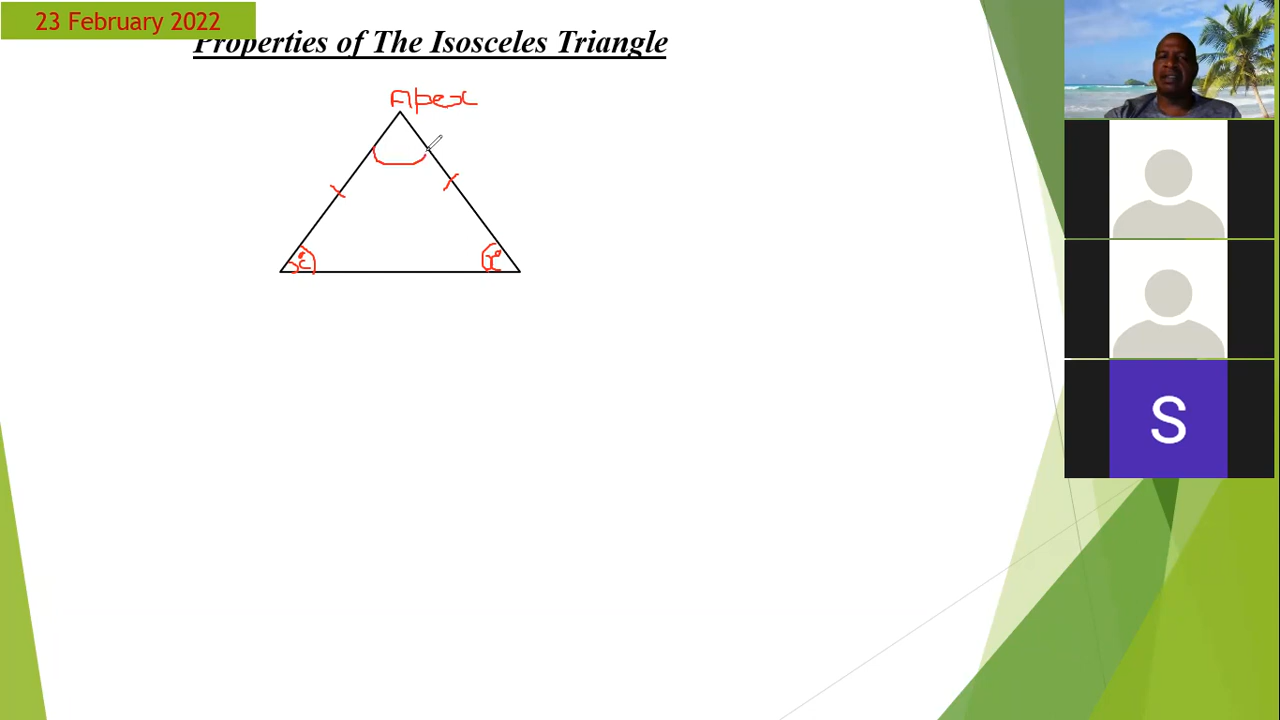 23 February 2022
Properties of The Isosceles Triangle
Apex
x°
x°
S